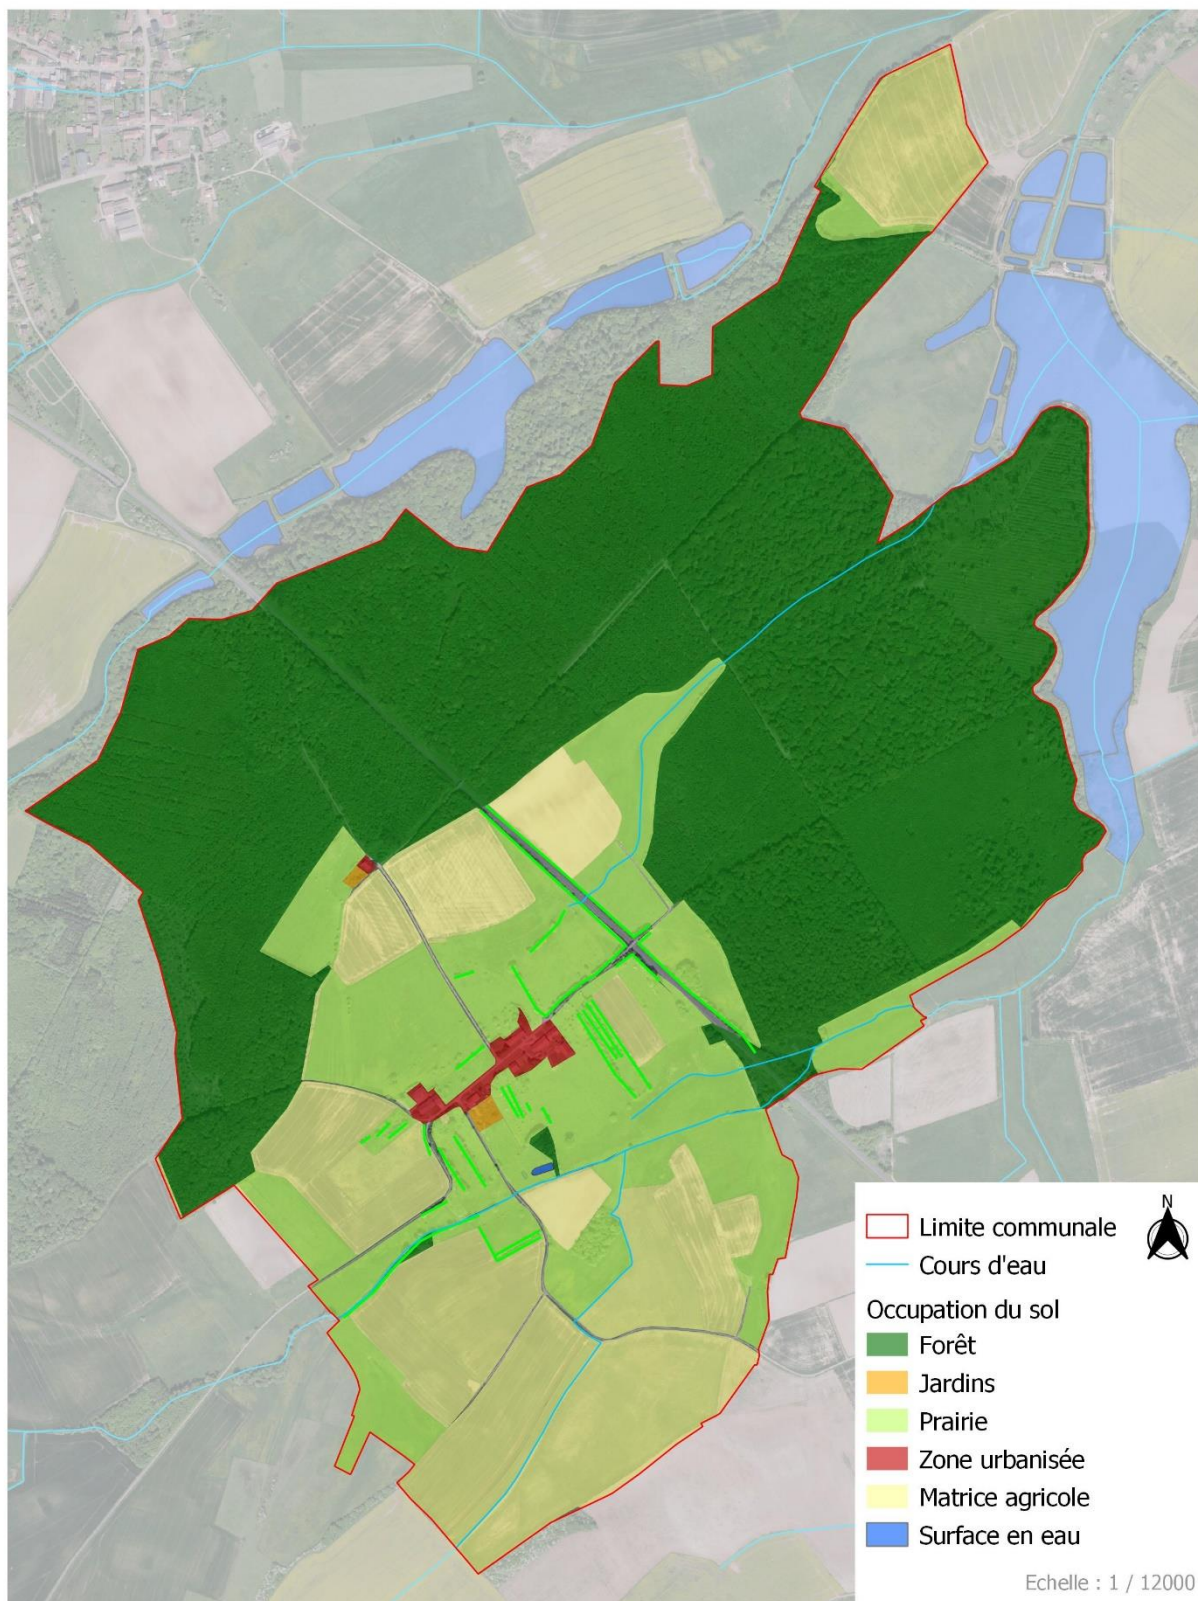 N
Limite communale
Cours d'eau
Occupation du sol
Forêt
Jardins
Prairie
Zone urbanisée
Matrice agricole
Surface en eau
Echelle : 1 / 12000